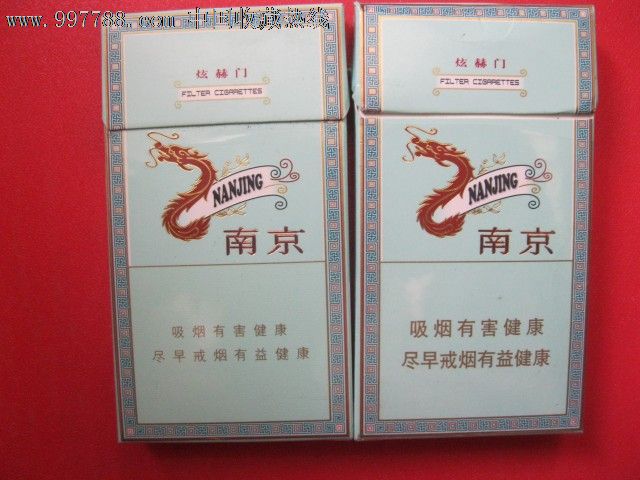 www.997788.com 中国收藏热线
炫赫门
FILTER CIGARETTES
NANJING
南京
吸烟有害健康
尽早戒烟有益健康
炫赫门
FILTER CIGARETTES
NANJING
南京
吸烟有害健康
尽早戒烟有益健康